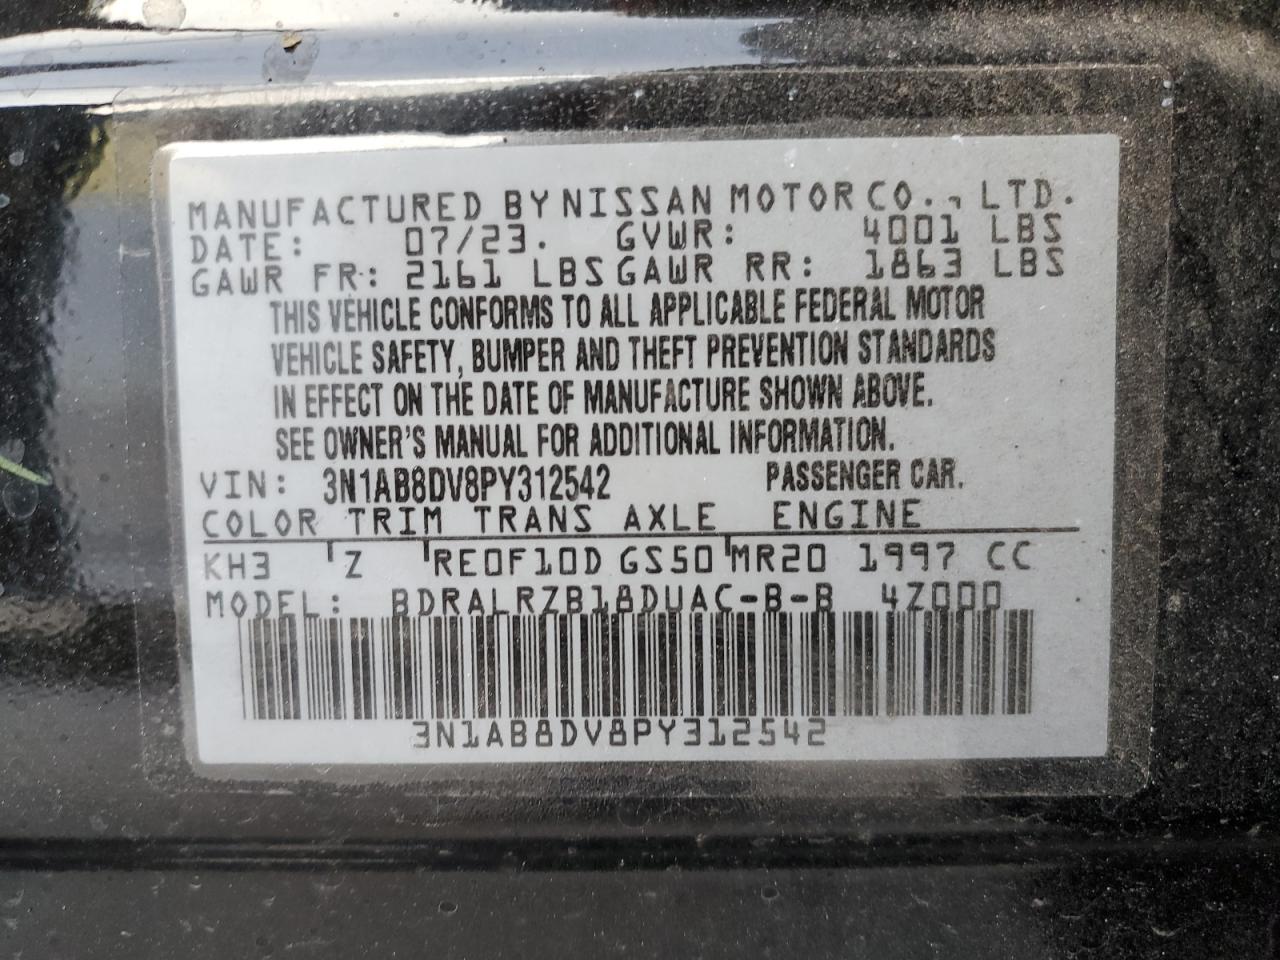 MANUFACTURED BY NISSAN MOTOR CO., LTD.
DATE: 07/23. GVWR: 4001 LBS
GAWR FR: 2161 LBS GAWR RR: 1863 LBS
THIS VEHICLE CONFORMS TO ALL APPLICABLE FEDERAL MOTOR
VEHICLE SAFETY, BUMPER AND THEFT PREVENTION STANDARDS
IN EFFECT ON THE DATE OF MANUFACTURE SHOWN ABOVE.
SEE OWNER'S MANUAL FOR ADDITIONAL INFORMATION.
VIN: 3N1AB8DV8PY312542 PASSENGER CAR.
COLOR TRIM TRANS AXLE ENGINE
KH3 Z RE0F10D GS50 MR20 1997 CC
MODEL: BDRALRZB18DUAC-B-B 4Z000
3N1AB8DV8PY312542